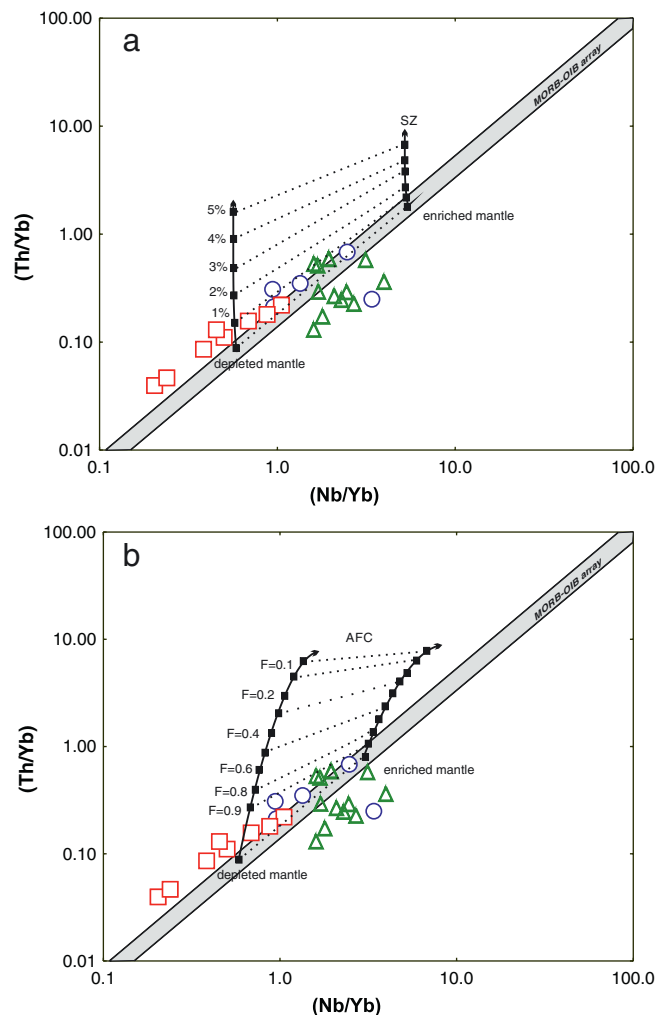 a
100.00
10.00
1.00
0.10
0.01
(Th/Yb)
MORB-OIB array
SZ
5%
4%
3%
2%
1%
enriched mantle
depleted mantle
0.1
1.0
10.0
100.0
(Nb/Yb)
b
100.00
10.00
1.00
0.10
0.01
(Th/Yb)
MORB-OIB array
AFC
F=0.1
F=0.2
F=0.4
F=0.6
F=0.8
F=0.9
enriched mantle
depleted mantle
0.1
1.0
10.0
100.0
(Nb/Yb)